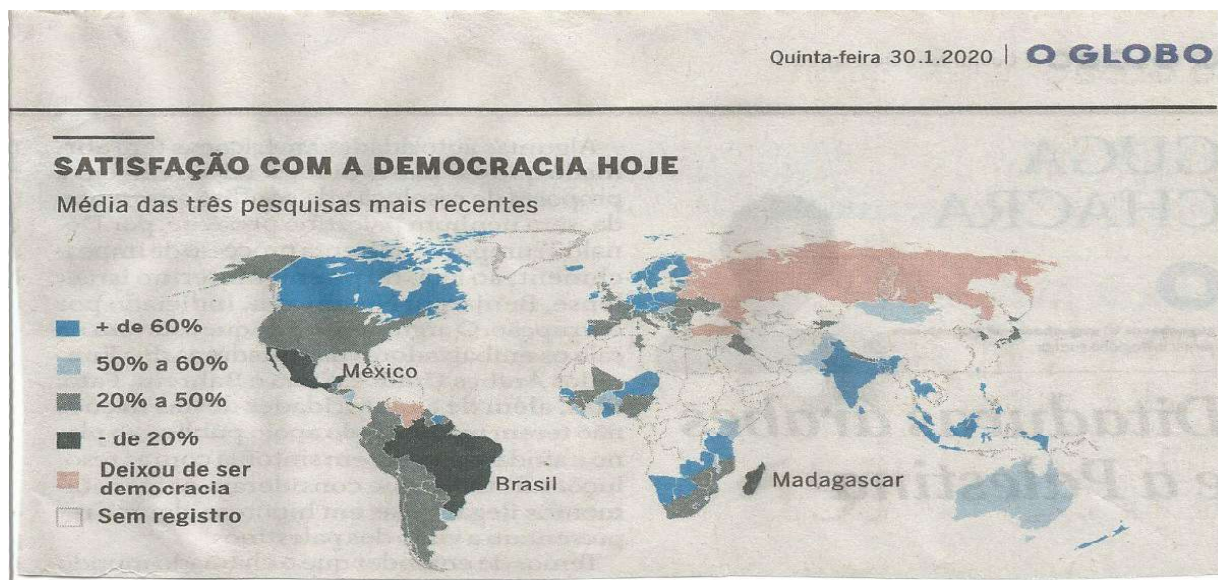 Quinta-feira 30.1.2020 | O GLOBO
SATISFAÇÃO COM A DEMOCRACIA HOJE
Média das três pesquisas mais recentes
+ de 60%
50% a 60%
20% a 50%
- de 20%
Deixou de ser
democracia
Sem registro
México
Brasil
Madagascar